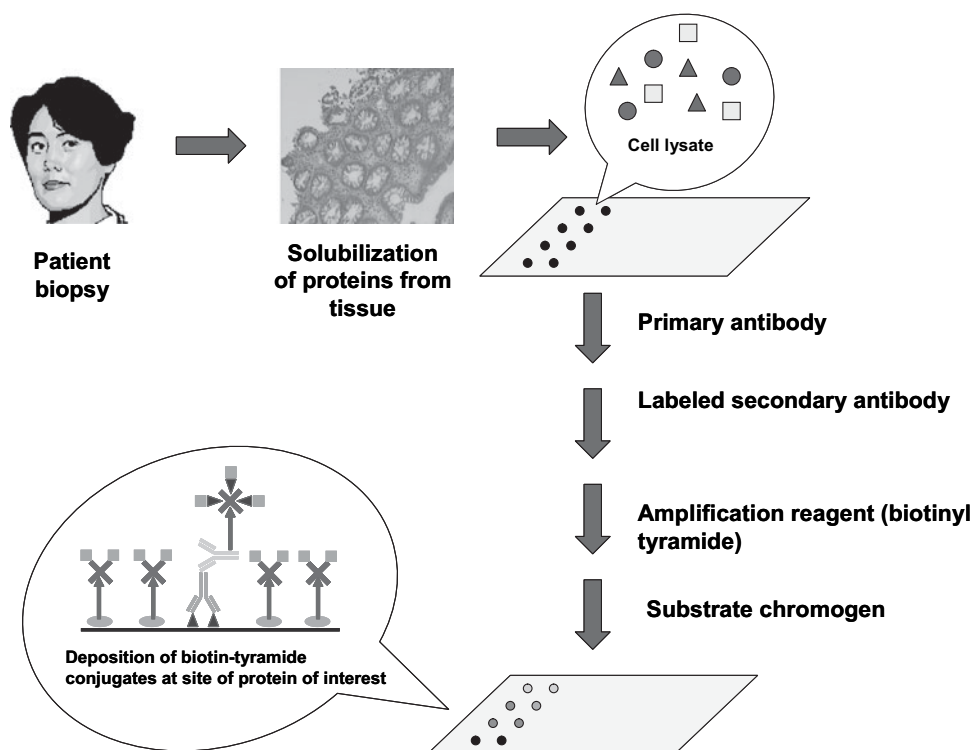 Cell lysate
Patient
biopsy
Solubilization
of proteins from
tissue
Primary antibody
Labeled secondary antibody
Amplification reagent (biotinyl
tyramide)
Substrate chromogen
Deposition of biotin-tyramide
conjugates at site of protein of interest